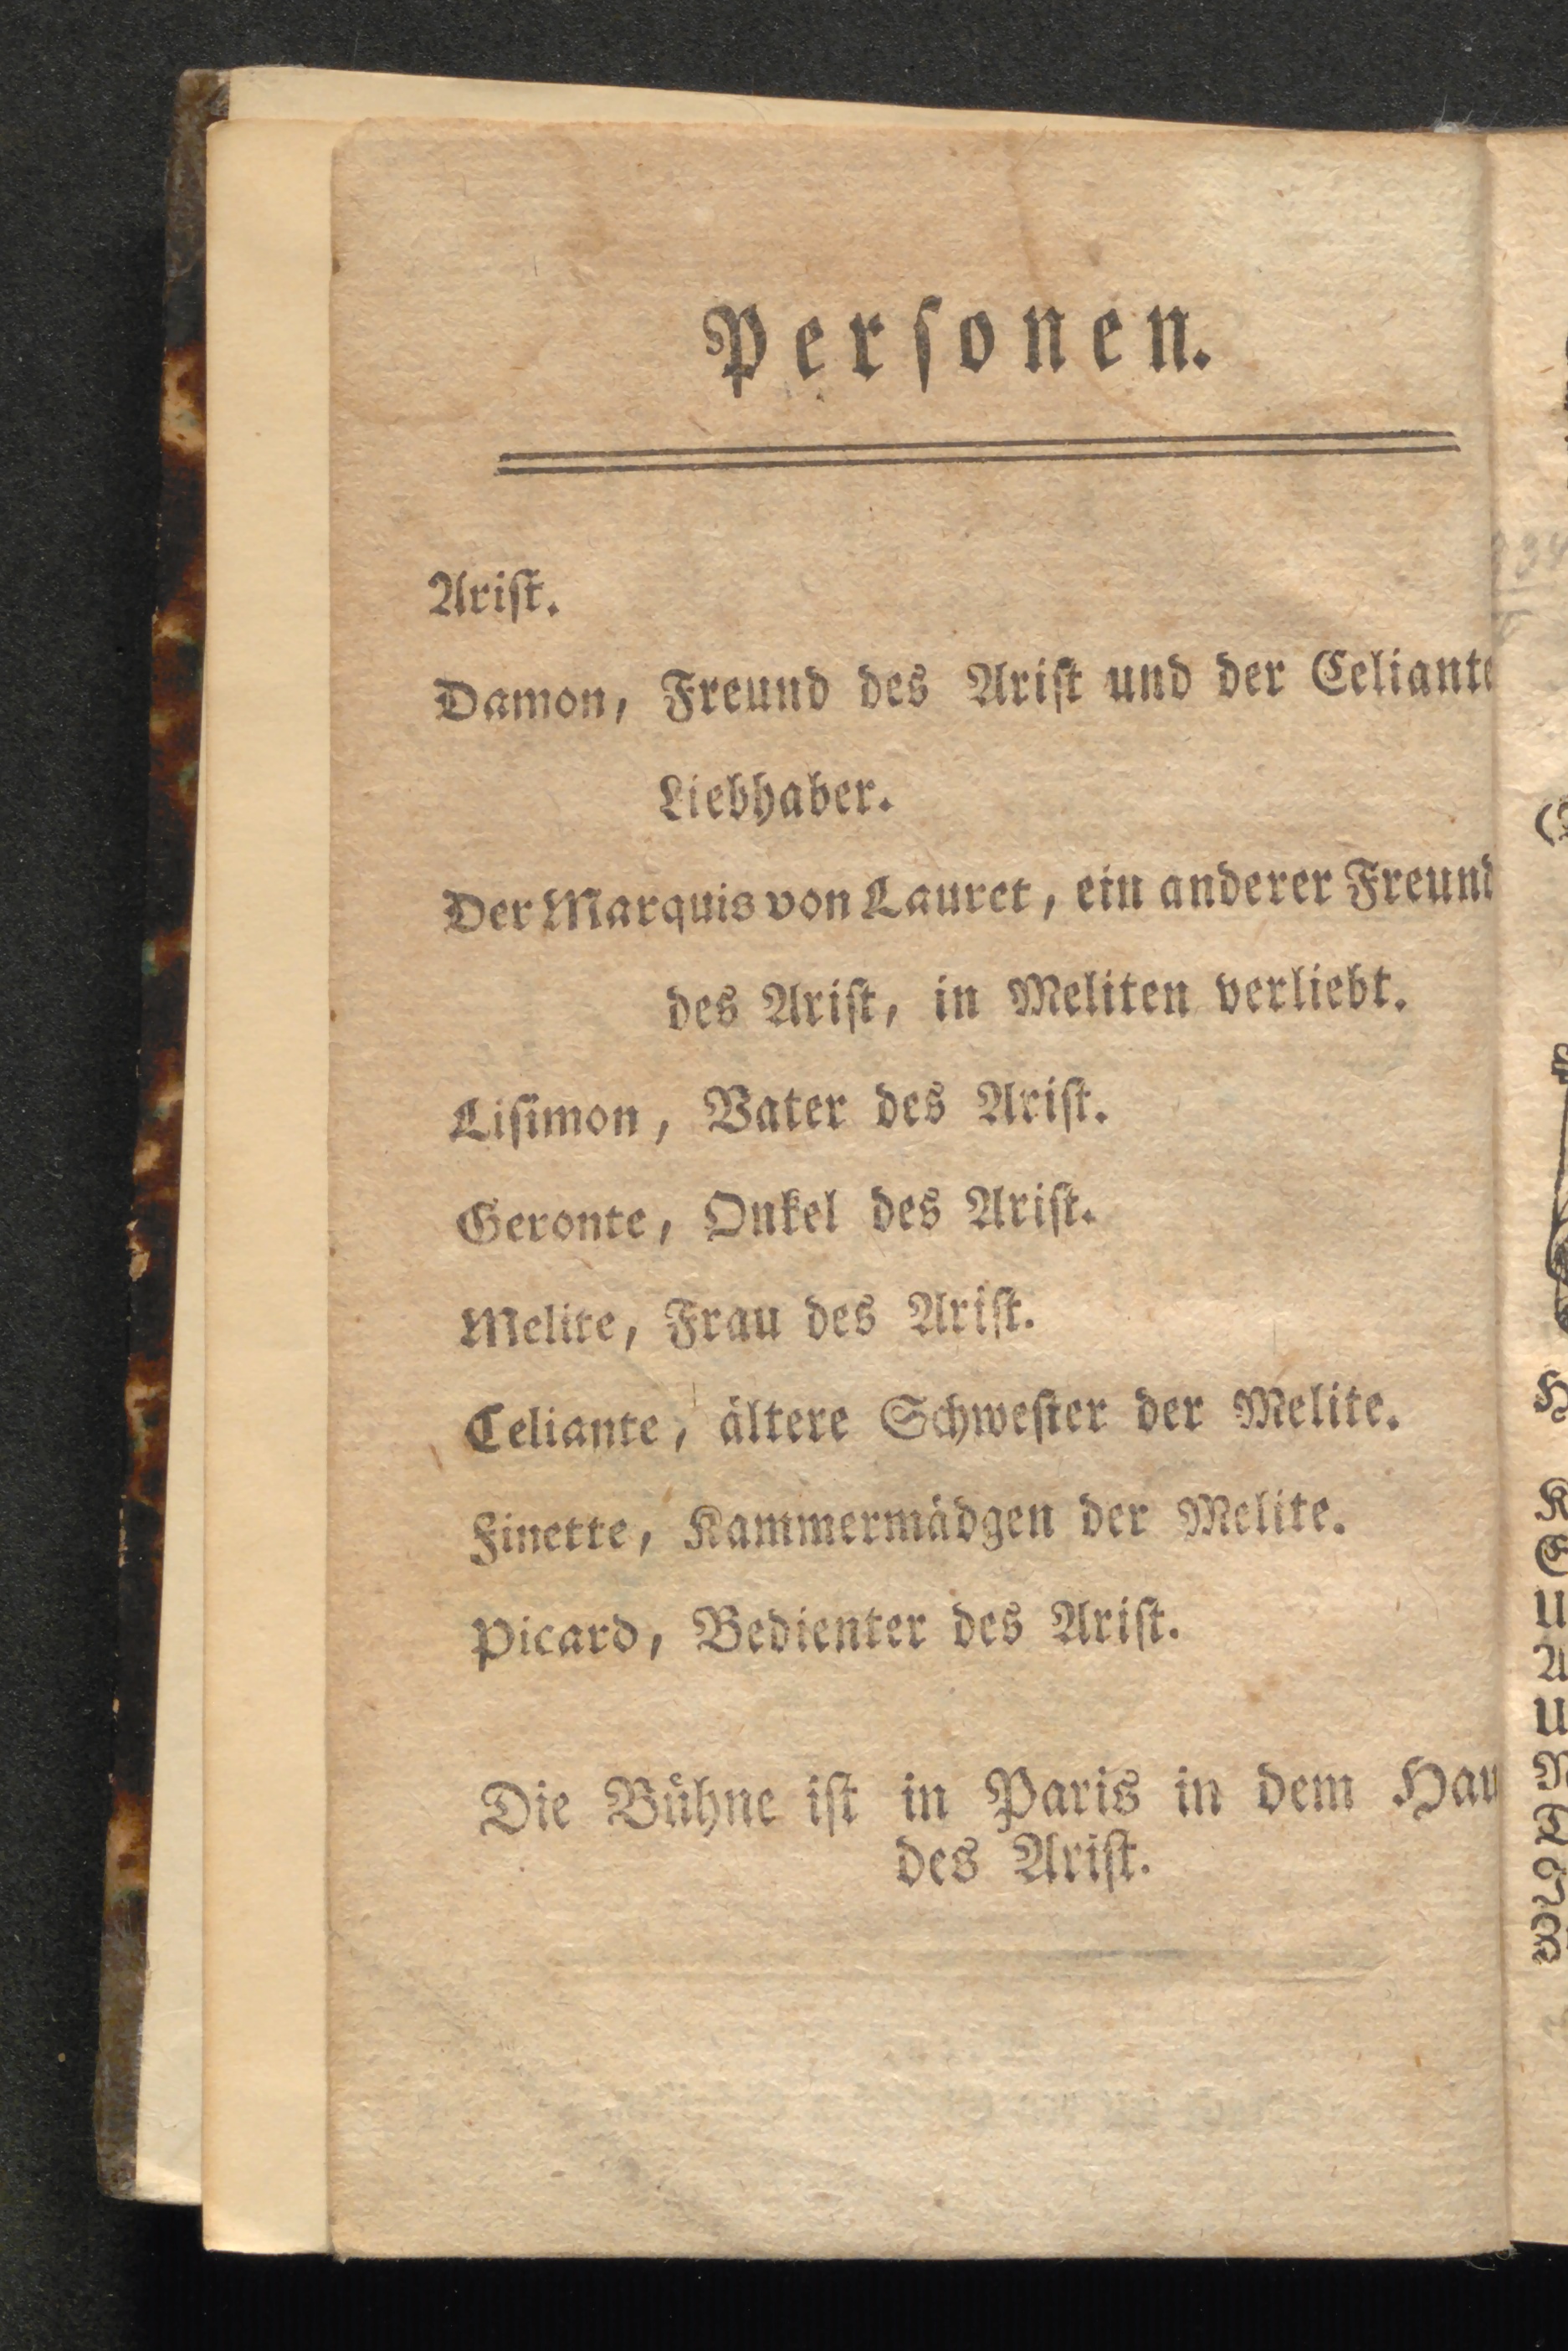 Perſonen.
Ariſt.
Damon, Freund des Ariſt und der Celiante
Liebhaber.
Der Marquis von Lauret, ein anderer Freund
des Ariſt, in Meliten verliebt.
Liſimon, Vater des Ariſt.
Geronte, Onkel des Ariſt.
Melite, Frau des Ariſt.
Celiante, ältere Schweſter der Melite.
Finette, Kammermädgen der Melite.
Picard, Bedienter des Ariſt.
Die Bühne iſt in Paris in dem Hau
des Ariſt.